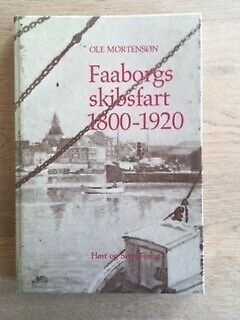 OLE MORTENSØN
Faaborgs
skibsfart
1800-1920
Høst og Søns Forlag